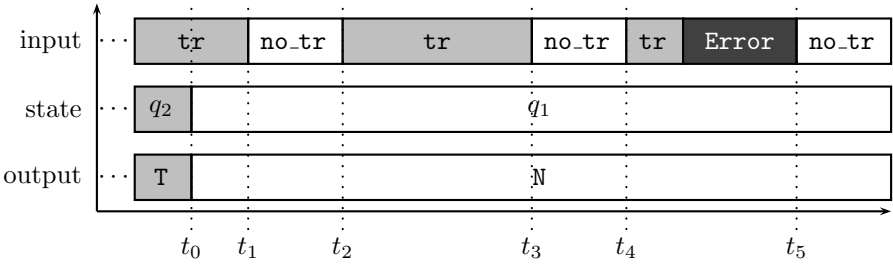 input ··· tr no_tr tr no_tr tr Error no_tr
state ··· q₂ q₁
output ··· T N
t₀ t₁ t₂ t₃ t₄ t₅